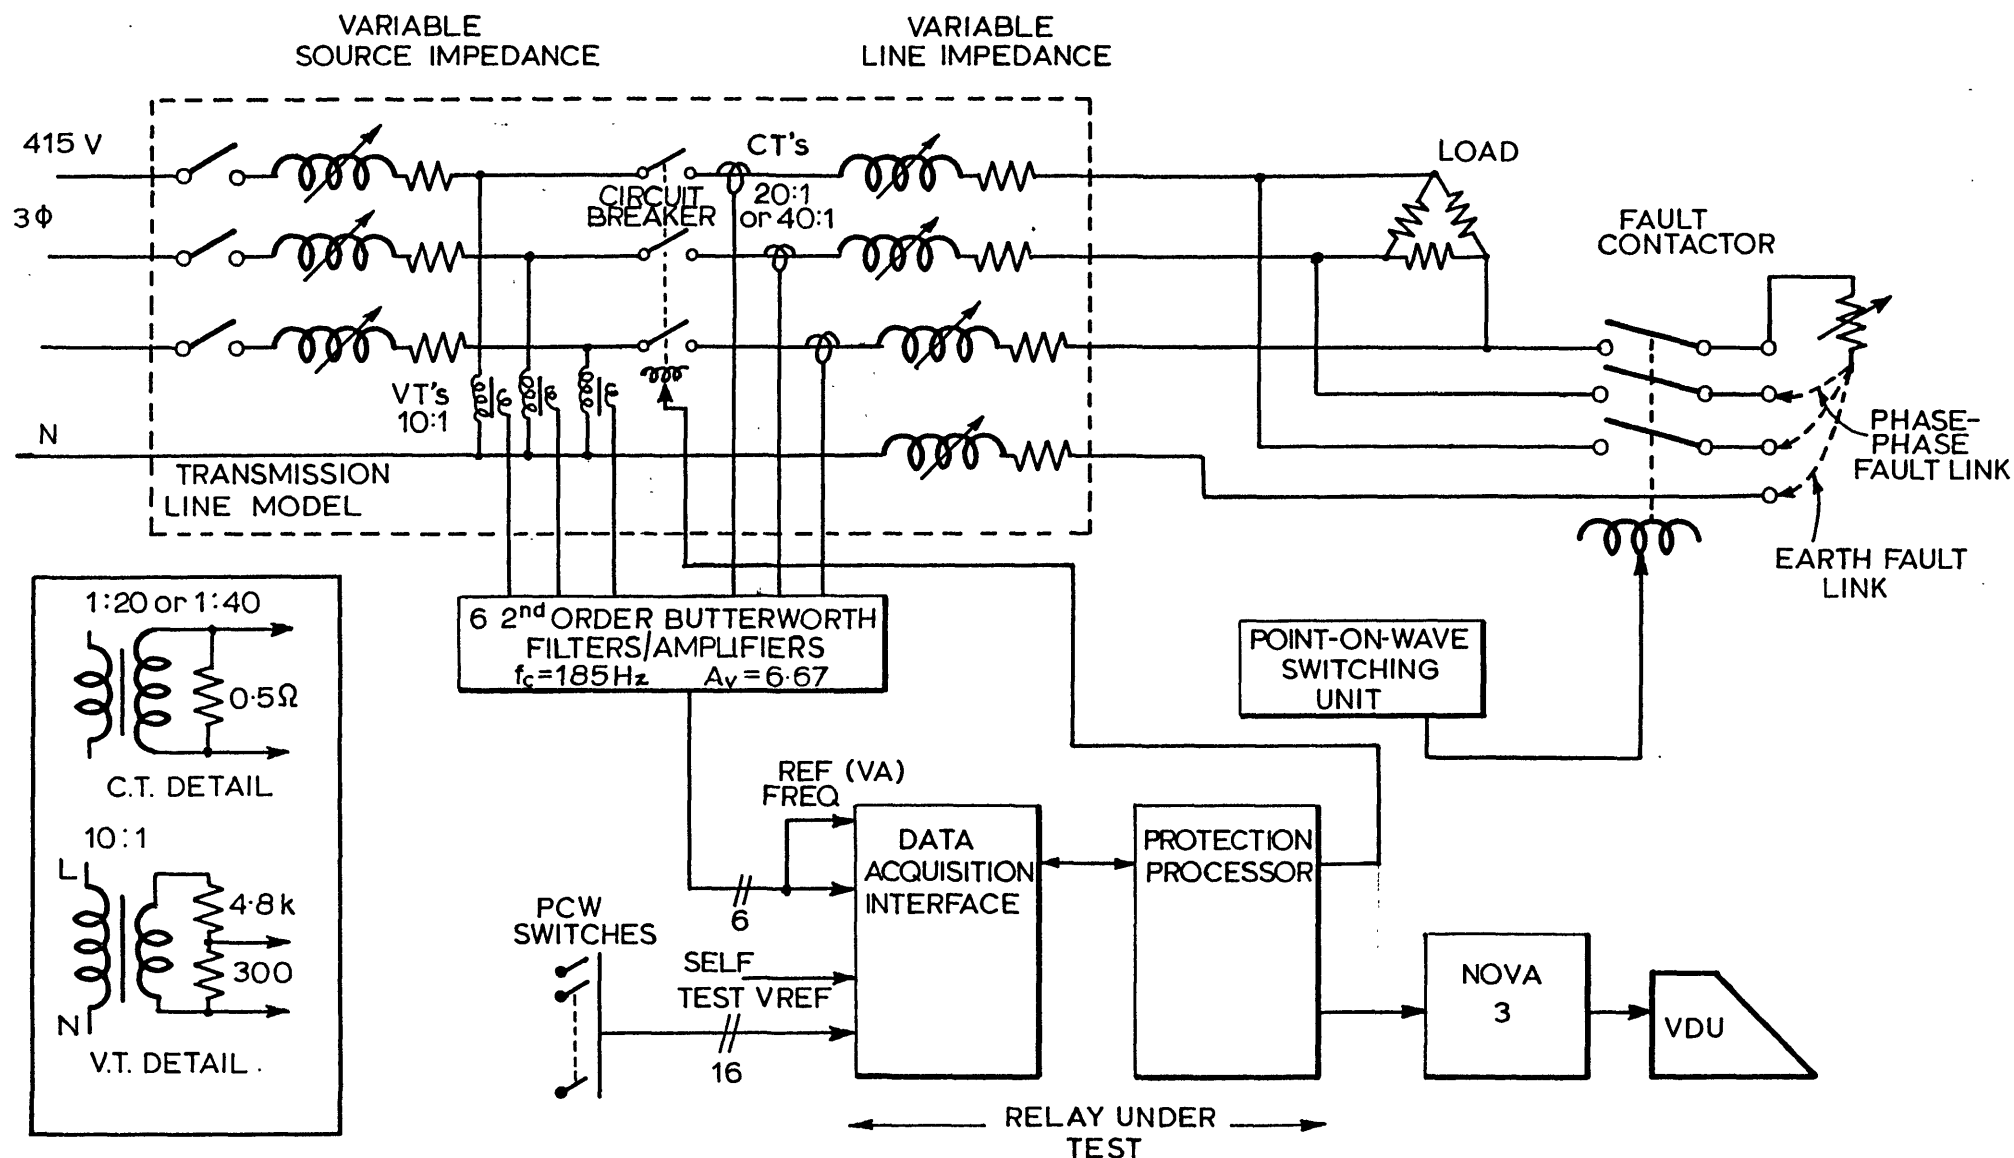 VARIABLE
SOURCE IMPEDANCE
VARIABLE
LINE IMPEDANCE
415 V
3Φ
N
CIRCUIT
BREAKER
CT's
20:1
or 40:1
VT's
10:1
TRANSMISSION
LINE MODEL
LOAD
FAULT
CONTACTOR
PHASE-
PHASE
FAULT LINK
EARTH FAULT
LINK
1:20 or 1:40
0·5Ω
C.T. DETAIL
10:1
L
4·8k
300
N
V.T. DETAIL.
6 2nd ORDER BUTTERWORTH
FILTERS/AMPLIFIERS
fc=185Hz Av=6·67
POINT-ON-WAVE
SWITCHING
UNIT
REF (VA)
FREQ
6
PCW
SWITCHES
SELF
TEST VREF
16
DATA
ACQUISITION
INTERFACE
PROTECTION
PROCESSOR
NOVA
3
VDU
RELAY UNDER
TEST